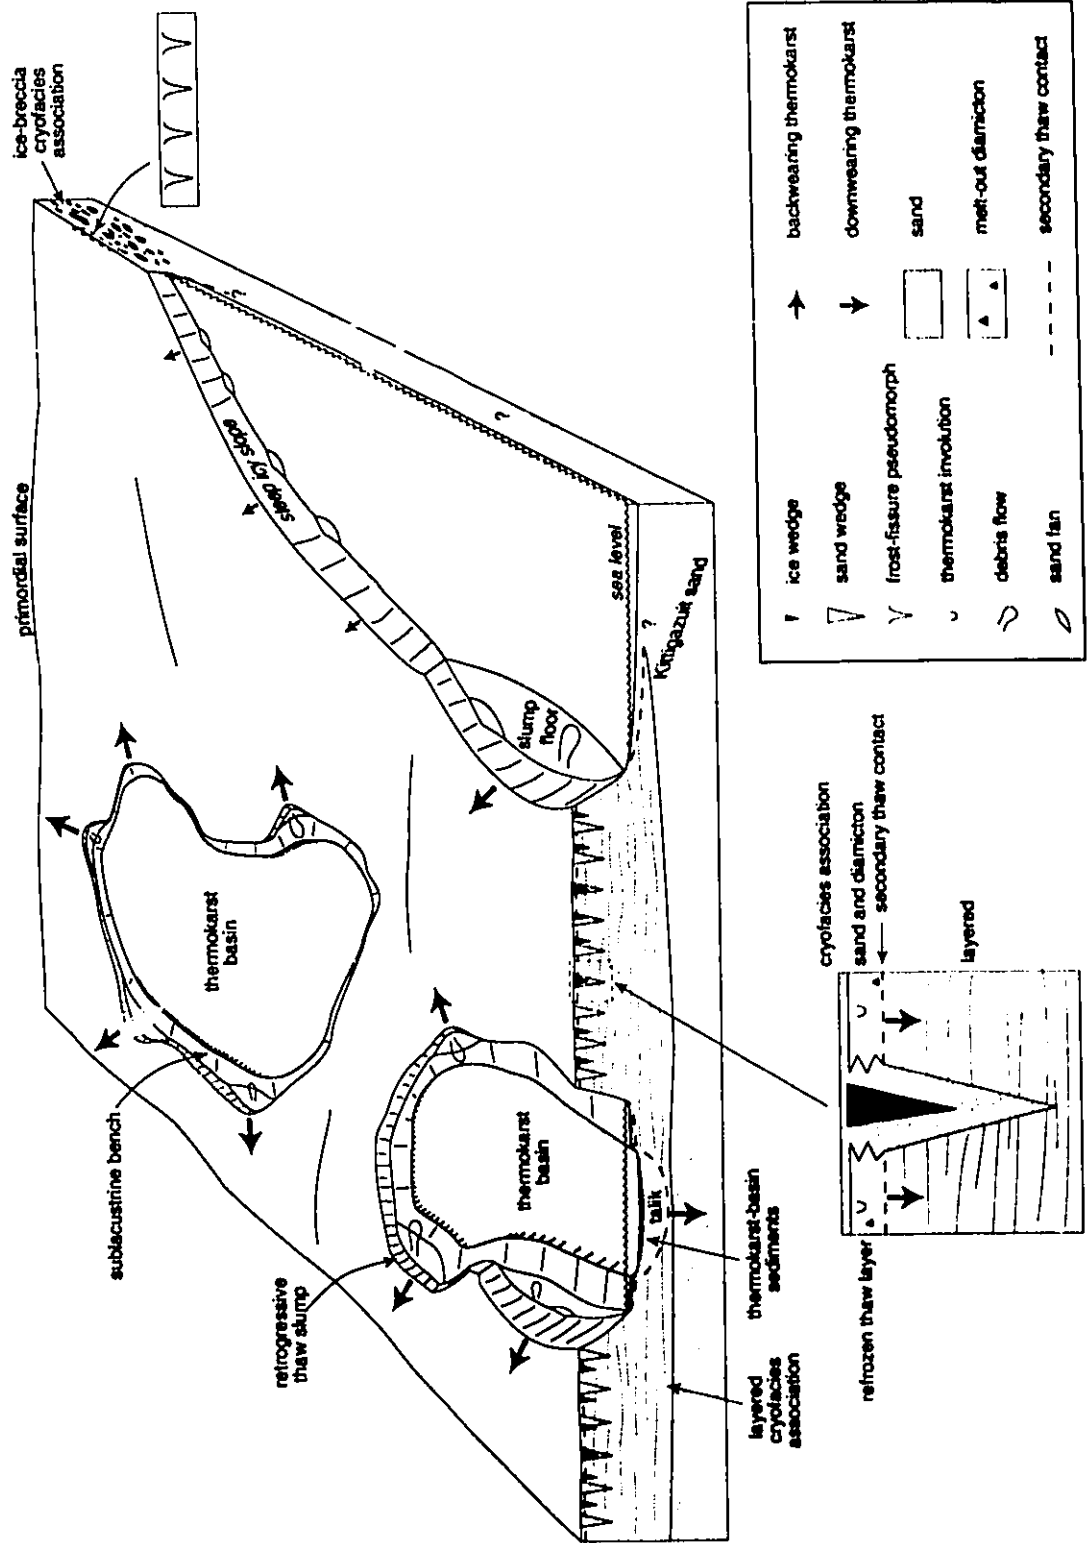 primordial surface
ice-breccia
cryofacies
association
sublacustrine bench
thermokarst
basin
retrogressive
thaw slump
thermokarst
basin
steep icy slope
slump
floor
sea level
?
?
?
Kittigazuit sand
talik
layered
cryofacies
association
thermokarst-basin
sediments
refrozen thaw layer
cryofacies association
sand and diamicton
secondary thaw contact
layered
ice wedge
sand wedge
frost-fissure pseudomorph
thermokarst involution
debris flow
sand fan
backwearing thermokarst
downwearing thermokarst
sand
melt-out diamicton
secondary thaw contact